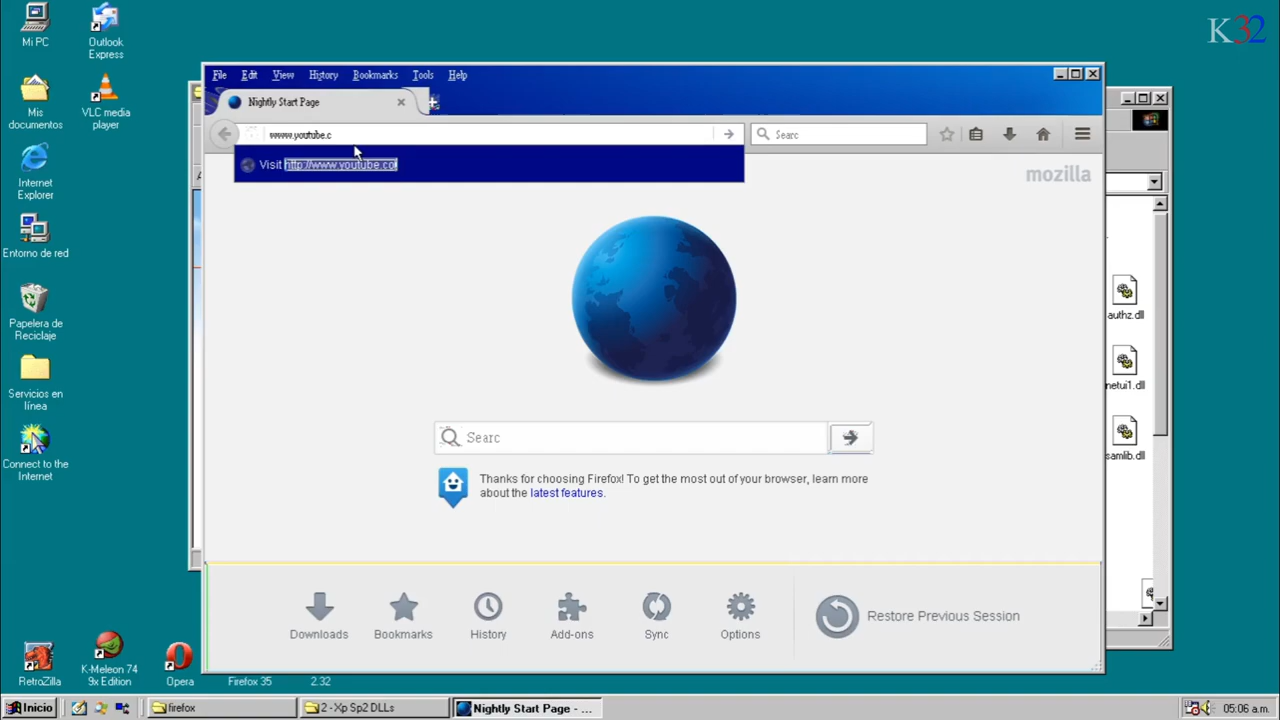 K32
Mi PC
Outlook
Express
Mis
documentos
VLC media
player
Internet
Explorer
Entorno de red
Papelera de
Reciclaje
Servicios en
línea
Connect to the
Internet
RetroZilla
K-Meleon 74
9x Edition
Opera
Firefox 35
2.32
File Edit View History Bookmarks Tools Help
Nightly Start Page
www.youtube.c
Searc
Visit http://www.youtube.co/
mozilla
Searc
Thanks for choosing Firefox! To get the most out of your browser, learn more
about the latest features.
Downloads
Bookmarks
History
Add-ons
Sync
Options
Restore Previous Session
authz.dll
netui1.dll
samlib.dll
Inicio
firefox
2 - Xp Sp2 DLLs
Nightly Start Page - ...
05:06 a.m.